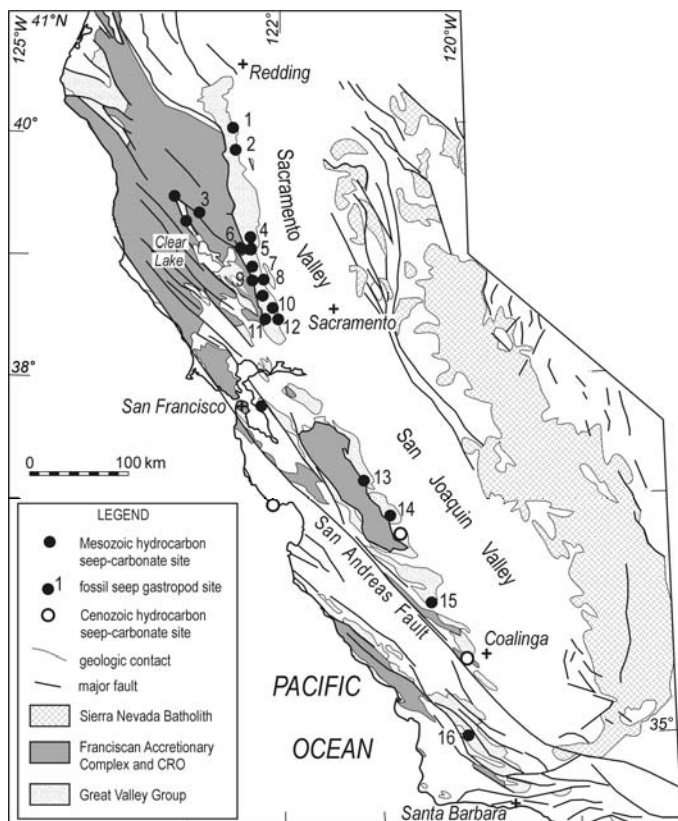 125°W
41°N
122°
120°W
Redding
40°
1
2
Sacramento Valley
3
4
6
5
Clear
Lake
7
9
8
10
11
12
Sacramento
38°
San Francisco
0
100 km
San Joaquin Valley
13
14
San Andreas Fault
15
Coalinga
PACIFIC
OCEAN
35°
16
Santa Barbara
LEGEND
Mesozoic hydrocarbon
seep-carbonate site
1
fossil seep gastropod site
Cenozoic hydrocarbon
seep-carbonate site
geologic contact
major fault
Sierra Nevada Batholith
Franciscan Accretionary
Complex and CRO
Great Valley Group